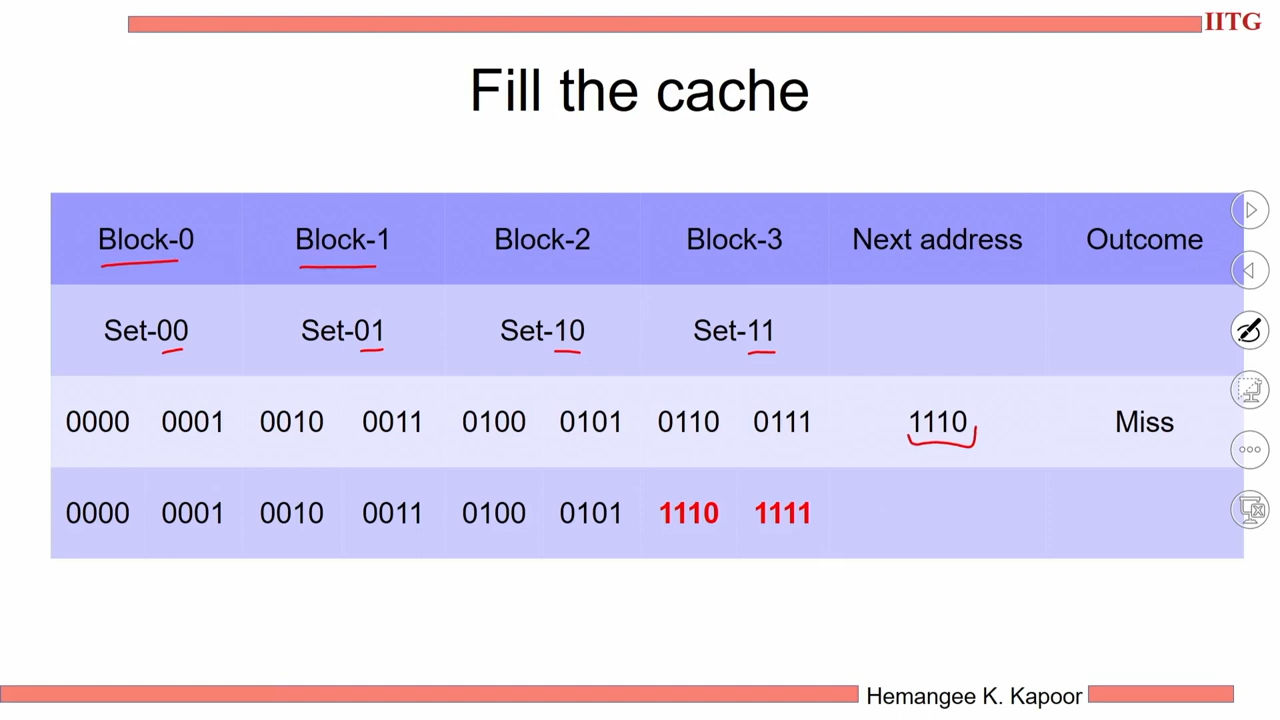 IITG
Fill the cache
Block-0 Block-1 Block-2 Block-3 Next address Outcome
Set-00 Set-01 Set-10 Set-11
0000 0001 0010 0011 0100 0101 0110 0111 1110 Miss
0000 0001 0010 0011 0100 0101 1110 1111
Hemangee K. Kapoor